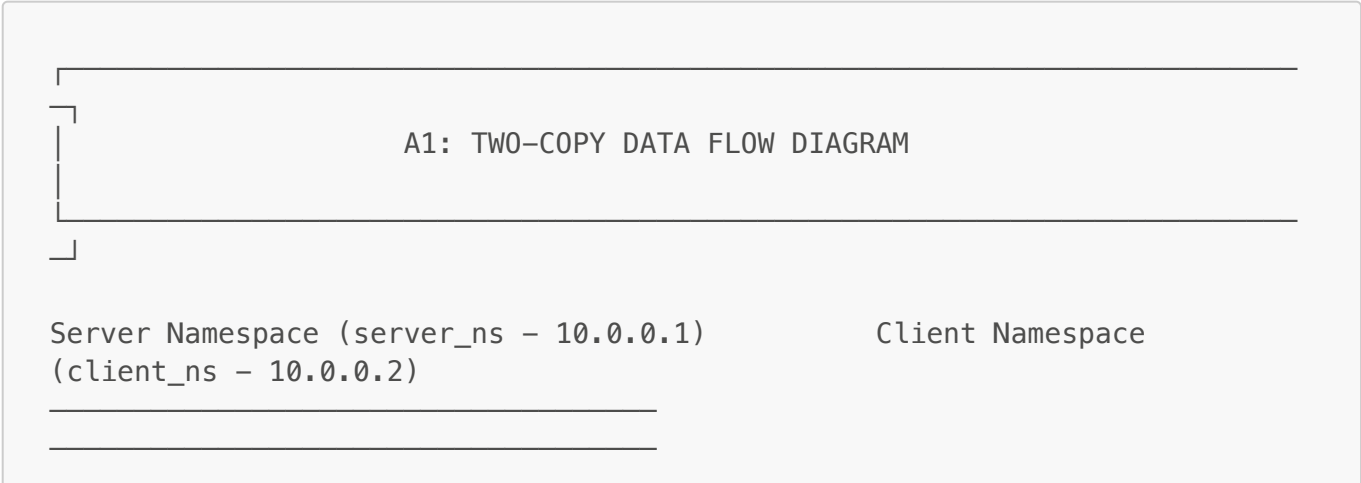 A1: TWO-COPY DATA FLOW DIAGRAM
Server Namespace (server_ns - 10.0.0.1) Client Namespace
(client_ns - 10.0.0.2)